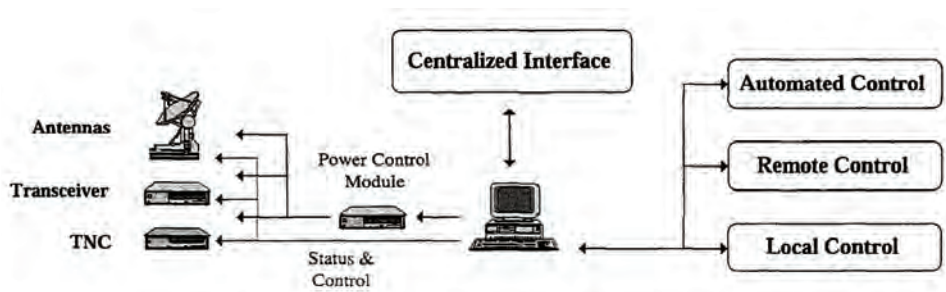 Centralized Interface
Antennas
Transceiver
TNC
Power Control
Module
Status &
Control
Automated Control
Remote Control
Local Control